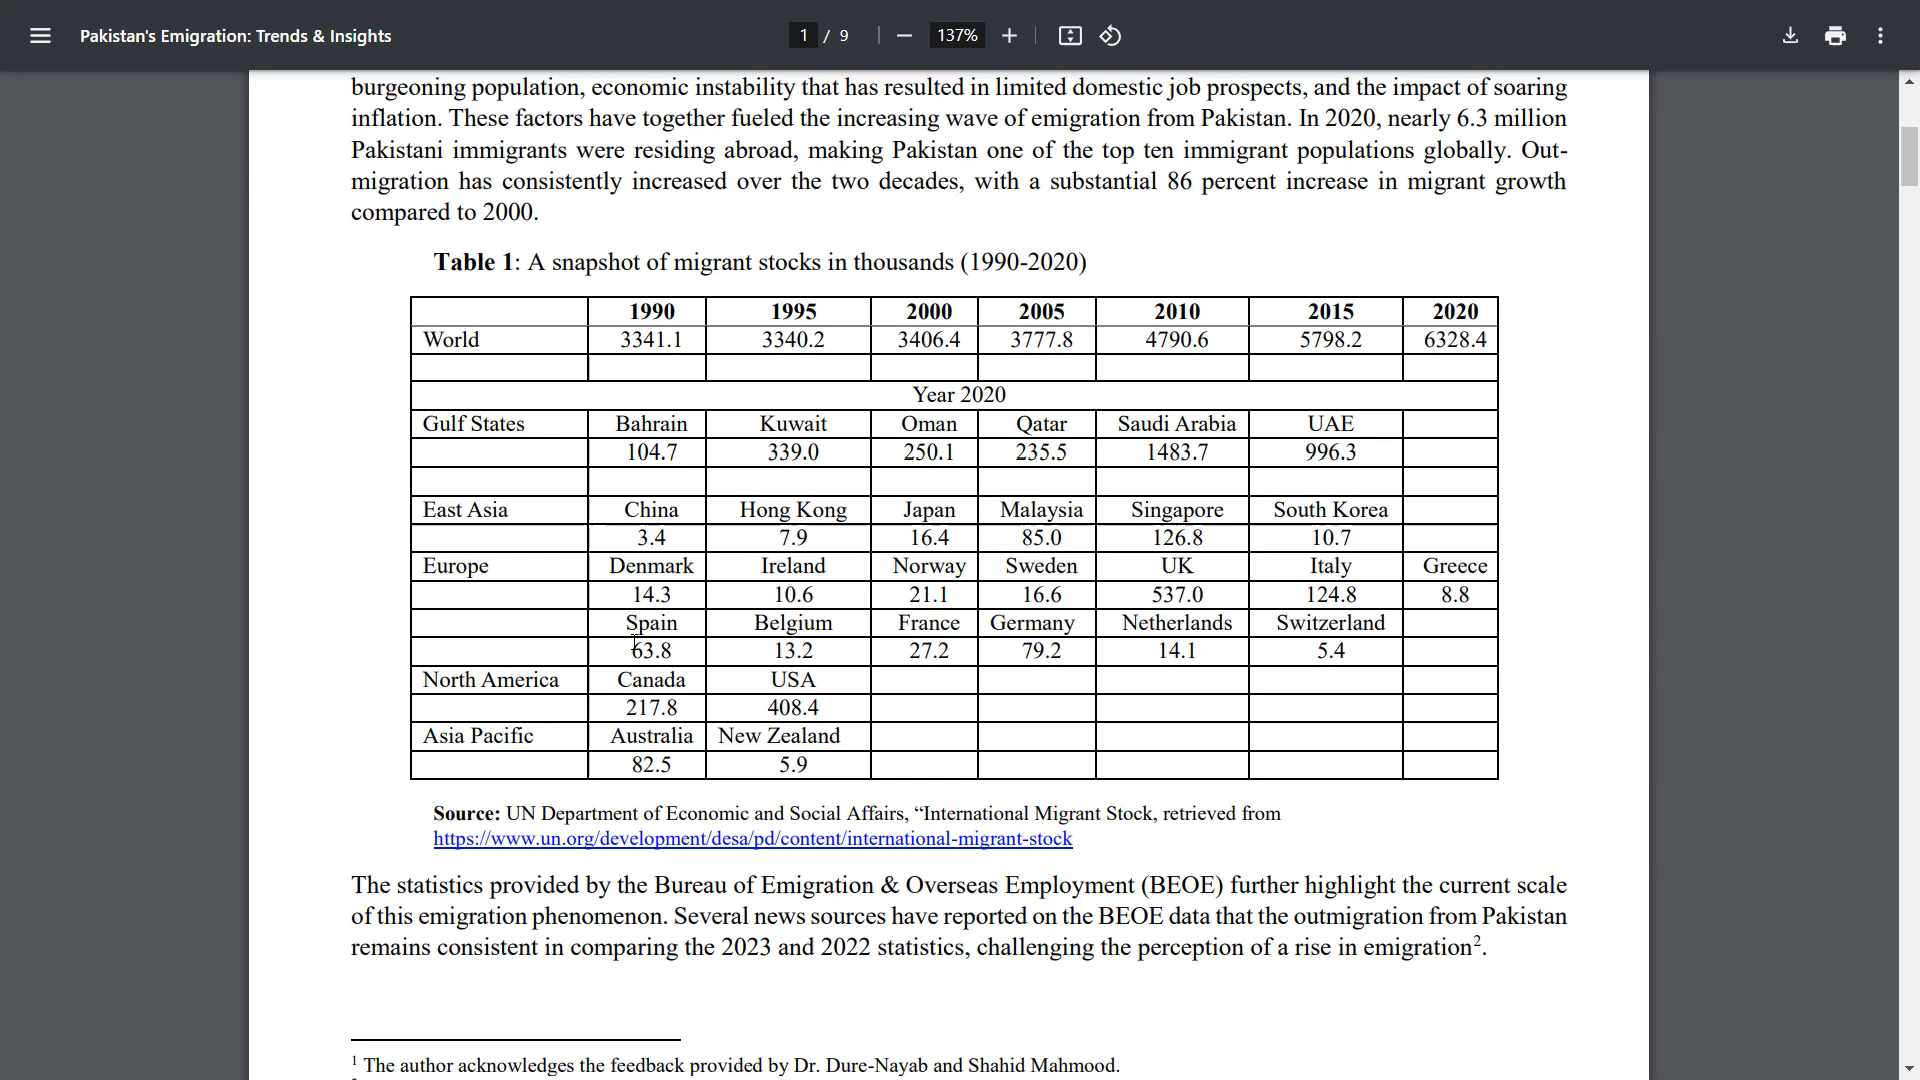 Pakistan's Emigration: Trends & Insights
1 / 9
137%
burgeoning population, economic instability that has resulted in limited domestic job prospects, and the impact of soaring
inflation. These factors have together fueled the increasing wave of emigration from Pakistan. In 2020, nearly 6.3 million
Pakistani immigrants were residing abroad, making Pakistan one of the top ten immigrant populations globally. Out-
migration has consistently increased over the two decades, with a substantial 86 percent increase in migrant growth
compared to 2000.
Table 1: A snapshot of migrant stocks in thousands (1990-2020)
1990 1995 2000 2005 2010 2015 2020
World 3341.1 3340.2 3406.4 3777.8 4790.6 5798.2 6328.4
Year 2020
Gulf States Bahrain Kuwait Oman Qatar Saudi Arabia UAE
104.7 339.0 250.1 235.5 1483.7 996.3
East Asia China Hong Kong Japan Malaysia Singapore South Korea
3.4 7.9 16.4 85.0 126.8 10.7
Europe Denmark Ireland Norway Sweden UK Italy Greece
14.3 10.6 21.1 16.6 537.0 124.8 8.8
Spain Belgium France Germany Netherlands Switzerland
63.8 13.2 27.2 79.2 14.1 5.4
North America Canada USA
217.8 408.4
Asia Pacific Australia New Zealand
82.5 5.9
Source: UN Department of Economic and Social Affairs, “International Migrant Stock, retrieved from
https://www.un.org/development/desa/pd/content/international-migrant-stock
The statistics provided by the Bureau of Emigration & Overseas Employment (BEOE) further highlight the current scale
of this emigration phenomenon. Several news sources have reported on the BEOE data that the outmigration from Pakistan
remains consistent in comparing the 2023 and 2022 statistics, challenging the perception of a rise in emigration².
¹ The author acknowledges the feedback provided by Dr. Dure-Nayab and Shahid Mahmood.